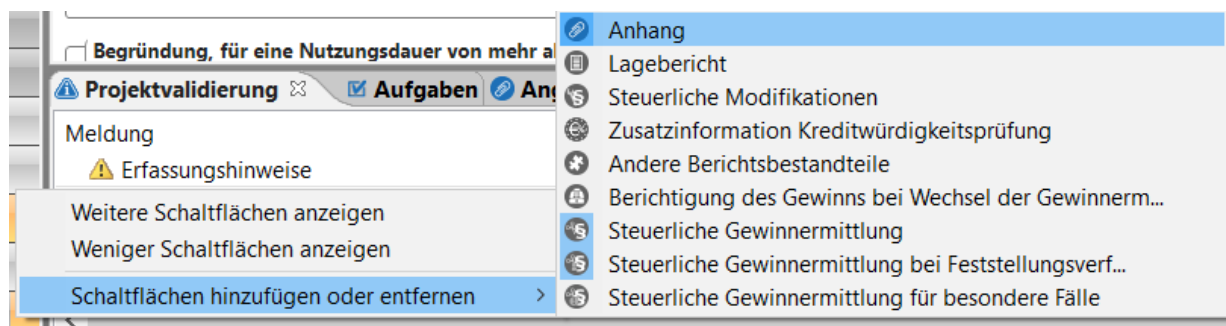 Begründung, für eine Nutzungsdauer von mehr al
Projektvalidierung Aufgaben
Meldung
Erfassungshinweise
Weitere Schaltflächen anzeigen
Weniger Schaltflächen anzeigen
Schaltflächen hinzufügen oder entfernen
Anhang
Lagebericht
Steuerliche Modifikationen
Zusatzinformation Kreditwürdigkeitsprüfung
Andere Berichtsbestandteile
Berichtigung des Gewinns bei Wechsel der Gewinnerm...
Steuerliche Gewinnermittlung
Steuerliche Gewinnermittlung bei Feststellungsverf...
Steuerliche Gewinnermittlung für besondere Fälle